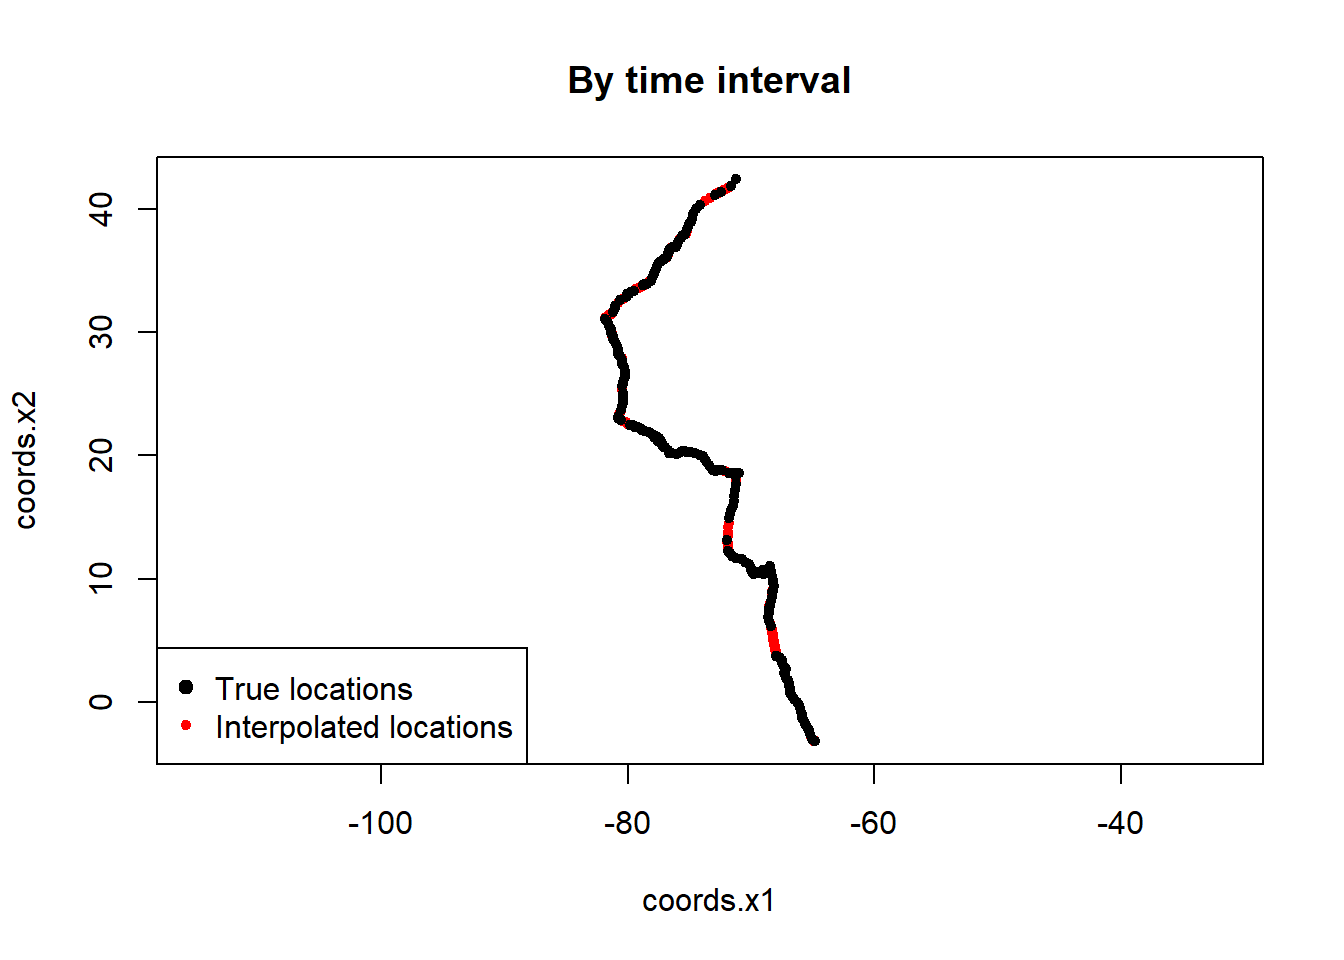 By time interval
coords.x2
40
30
20
10
0
True locations
Interpolated locations
-100 -80 -60 -40
coords.x1